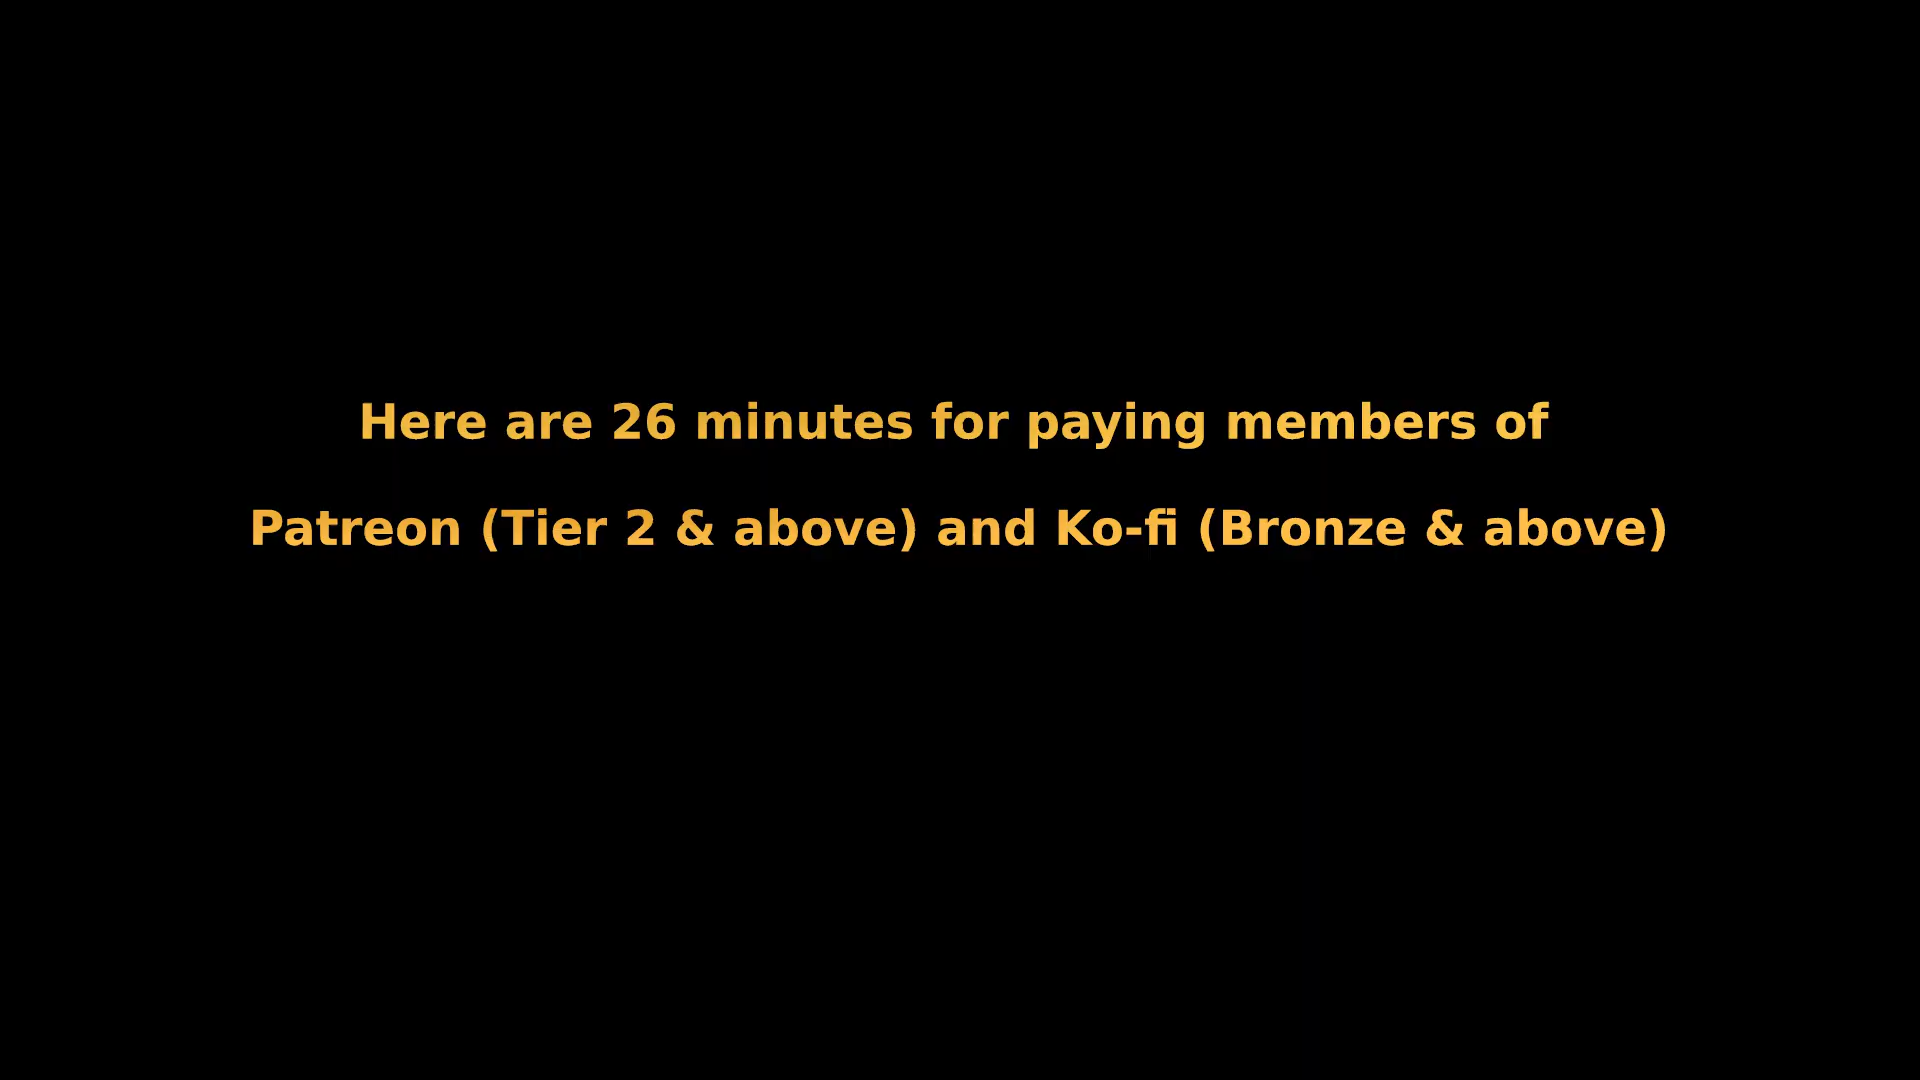 Here are 26 minutes for paying members of
Patreon (Tier 2 & above) and Ko-fi (Bronze & above)